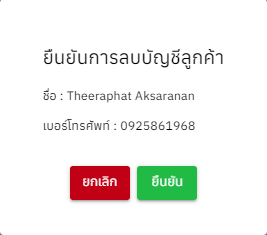 ยืนยันการลบบัญชีลูกค้า
ชื่อ : Theeraphat Aksaranan
เบอร์โทรศัพท์ : 0925861968
ยกเลิก ยืนยัน